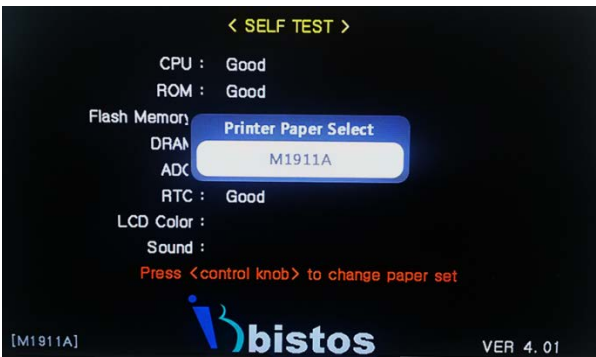 < SELF TEST >
CPU : Good
ROM : Good
Flash Memory
Printer Paper Select
DRAM
M1911A
ADC
RTC : Good
LCD Color :
Sound :
Press <control knob> to change paper set
bistos
[M1911A]
VER 4.01